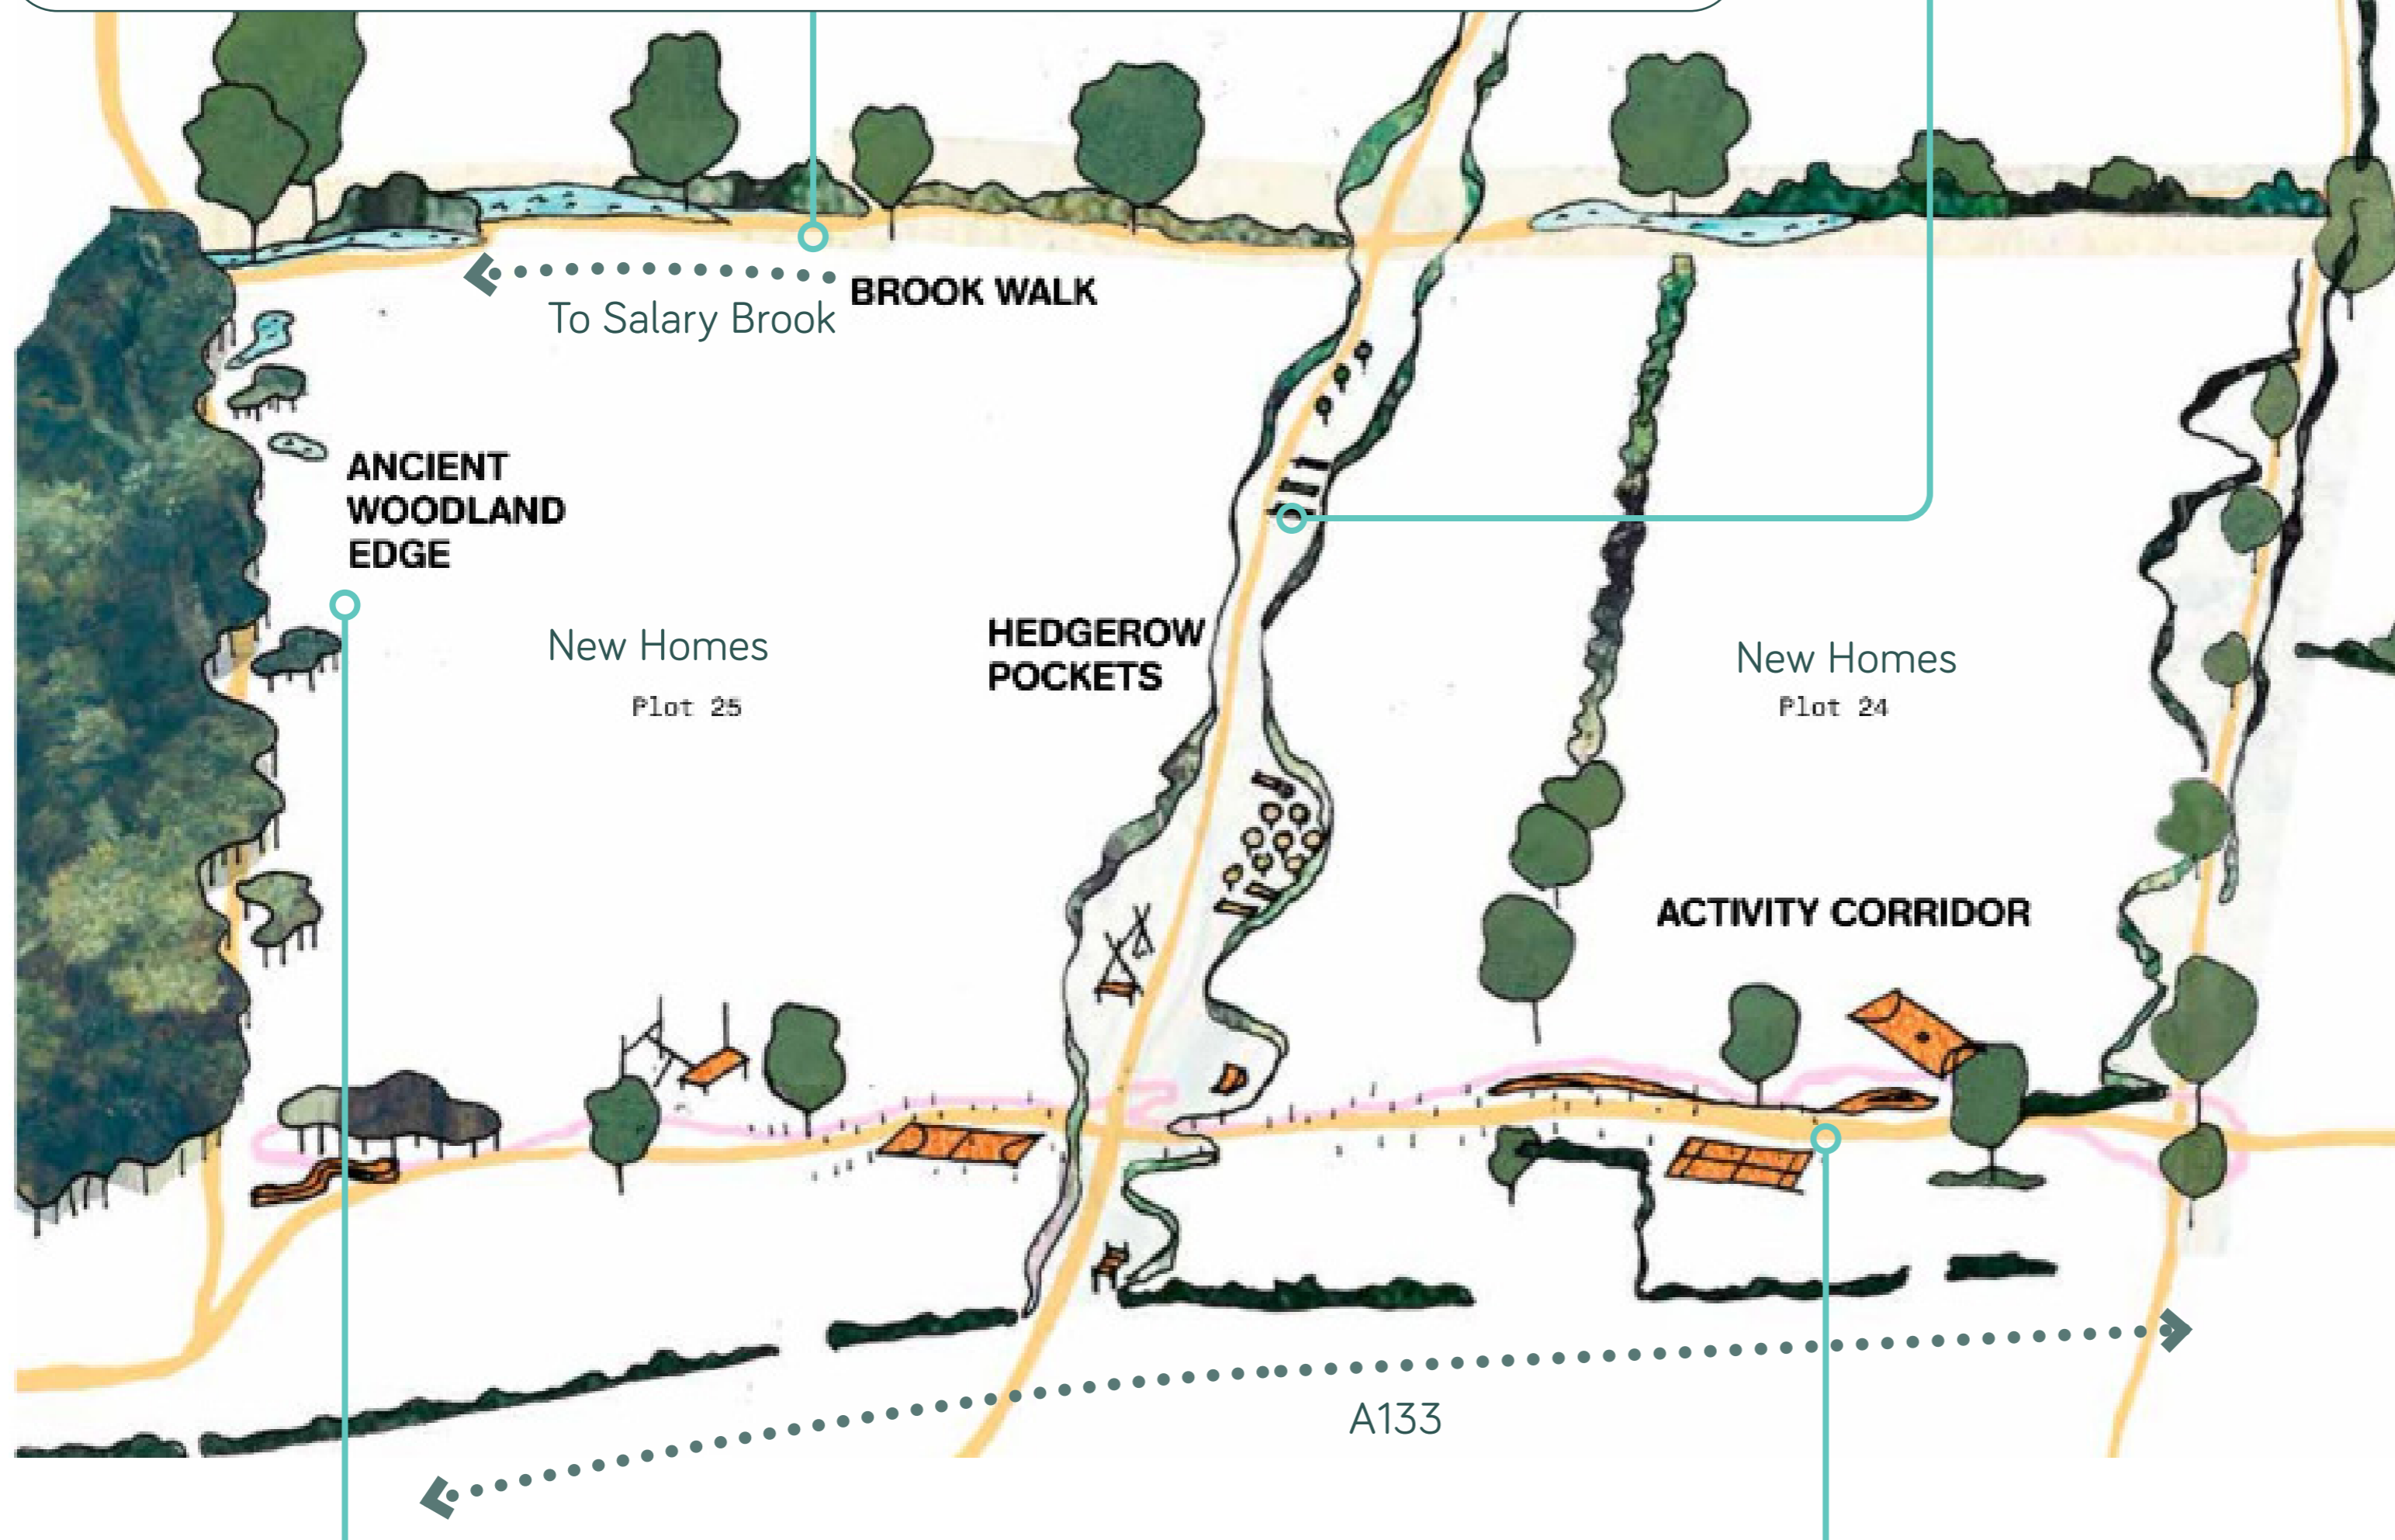 BROOK WALK
To Salary Brook
ANCIENT
WOODLAND
EDGE
New Homes
Plot 25
HEDGEROW
POCKETS
New Homes
Plot 24
ACTIVITY CORRIDOR
A133